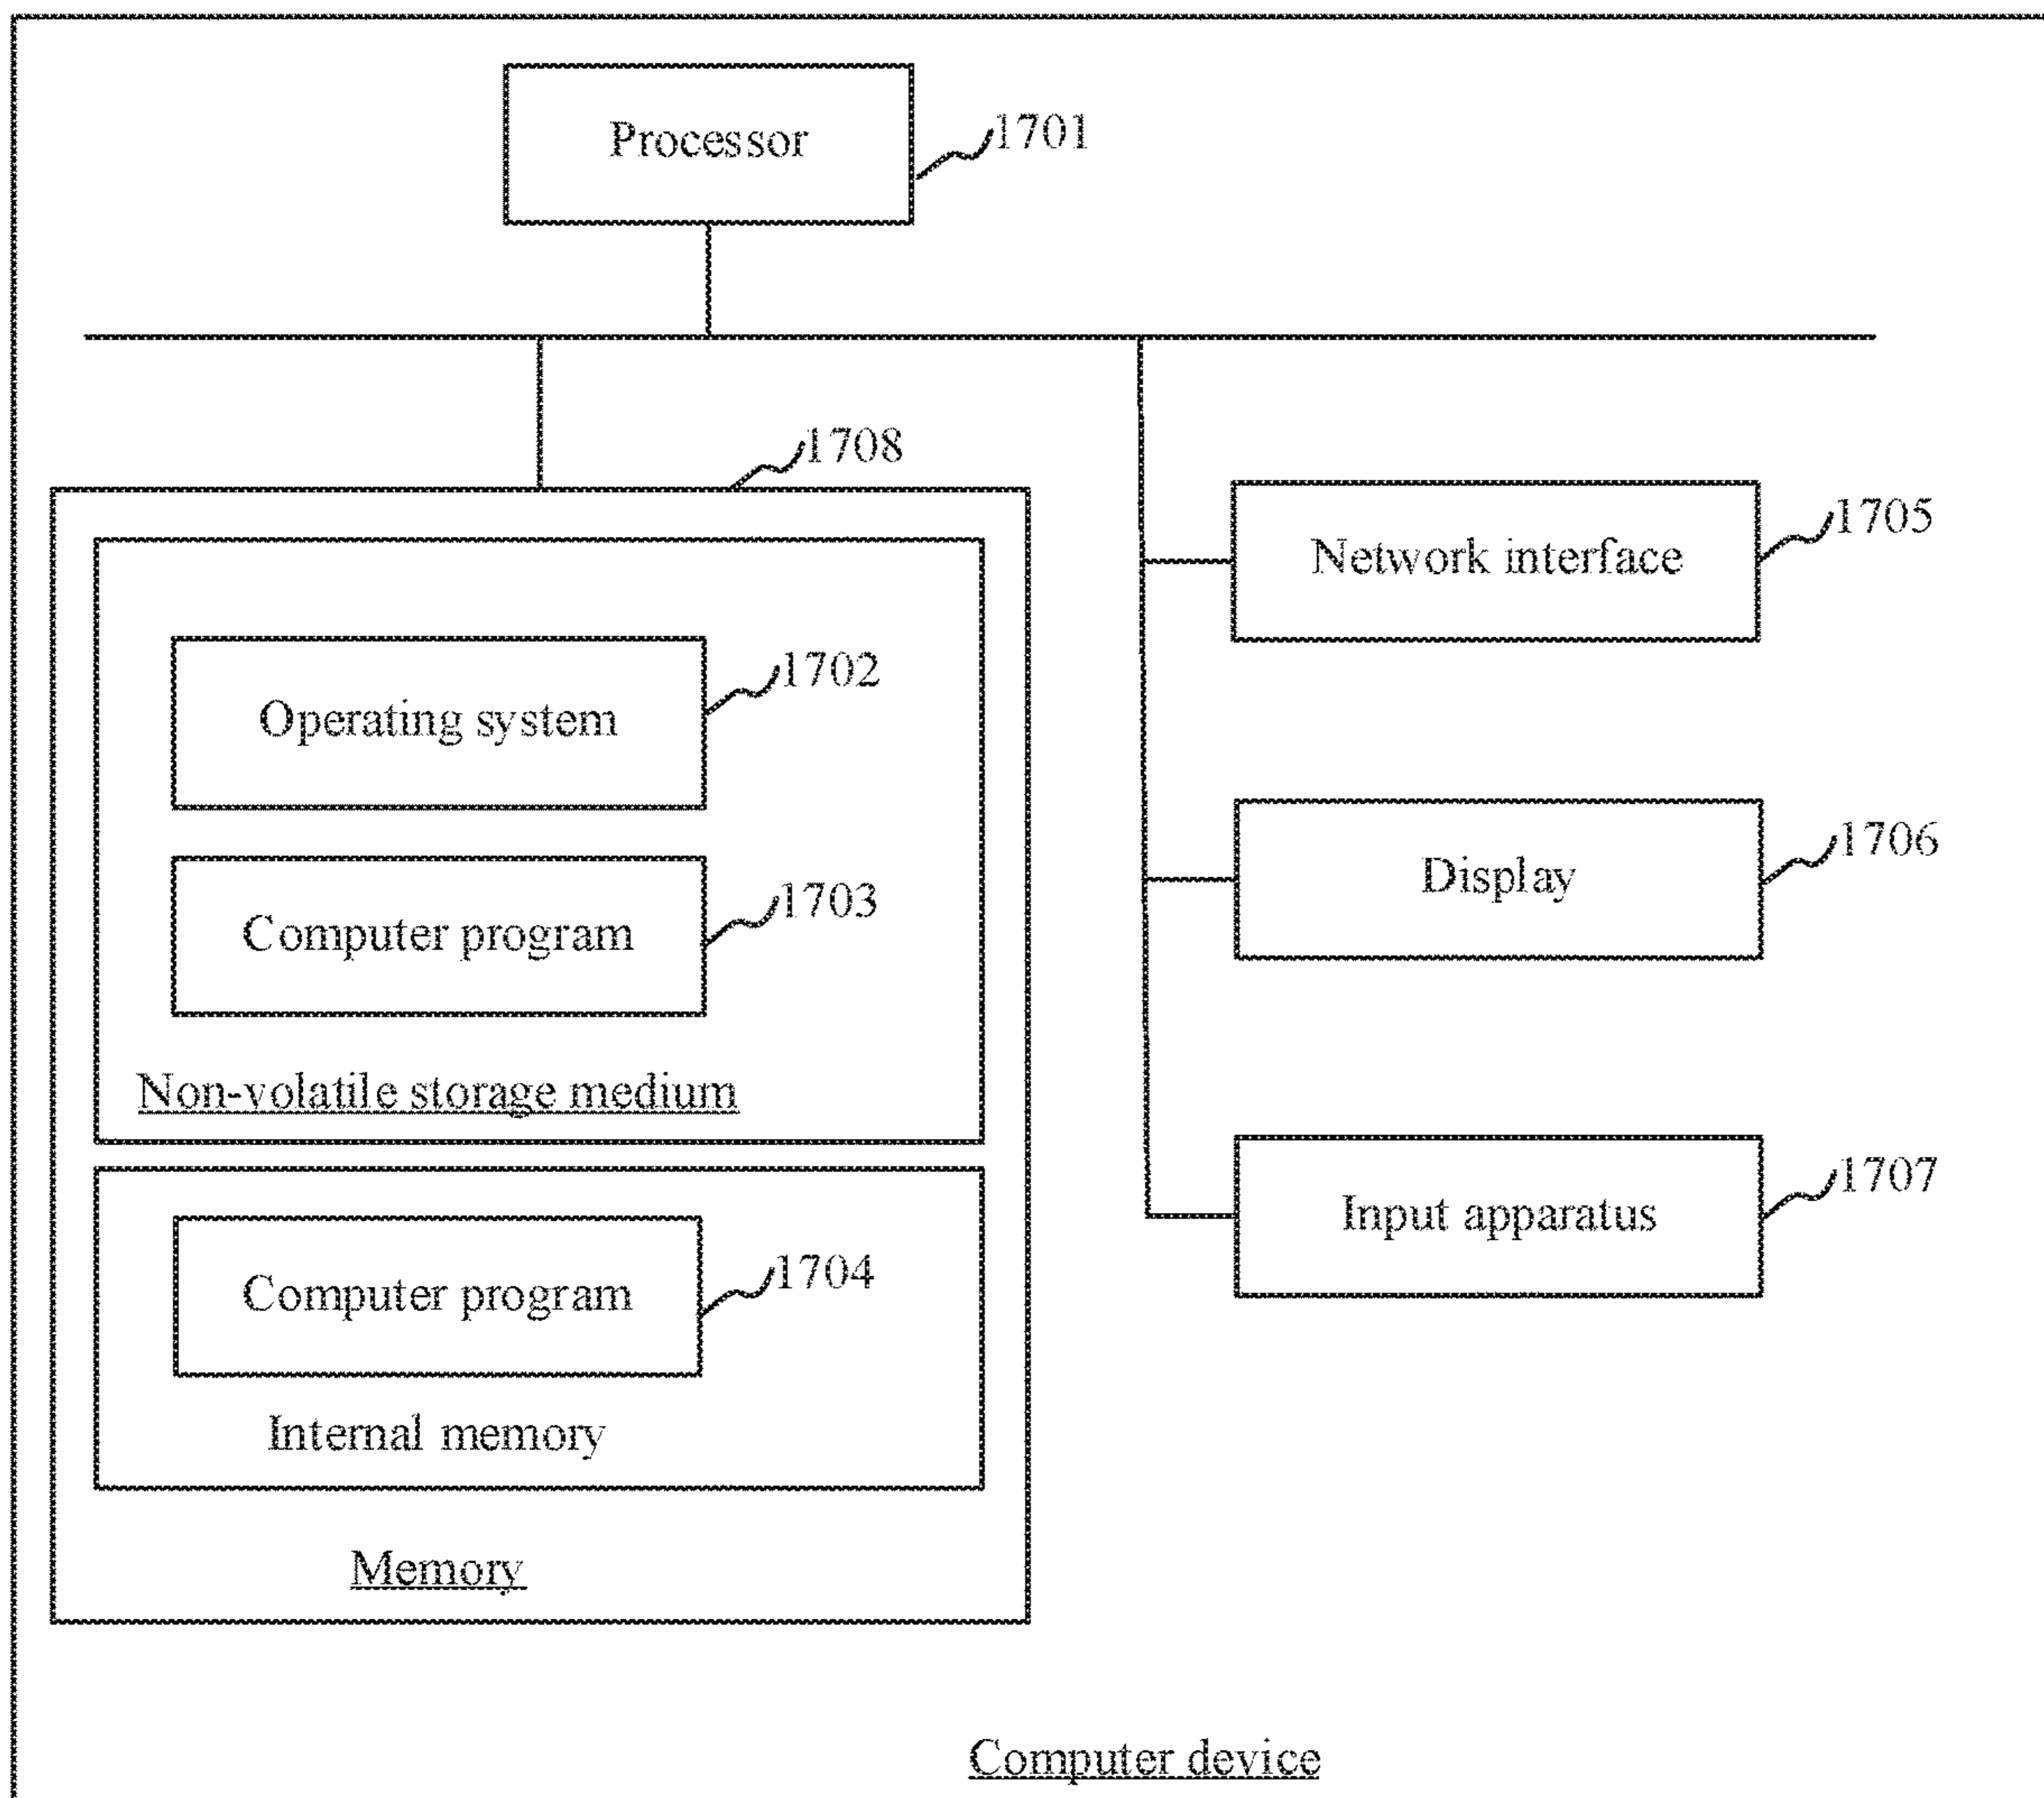 Processor
1701
1708
Operating system
1702
Computer program
1703
Non-volatile storage medium
Computer program
1704
Internal memory
Memory
Network interface
1705
Display
1706
Input apparatus
1707
Computer device